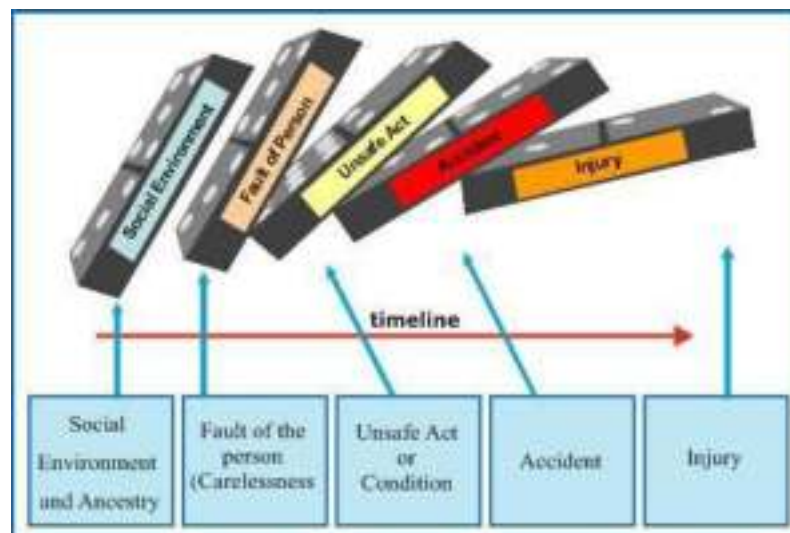 Social Environment
Fault of Person
Unsafe Act
Accident
Injury
timeline
Social
Environment
and Ancestry
Fault of the
person
(Carelessness
Unsafe Act
or
Condition
Accident
Injury